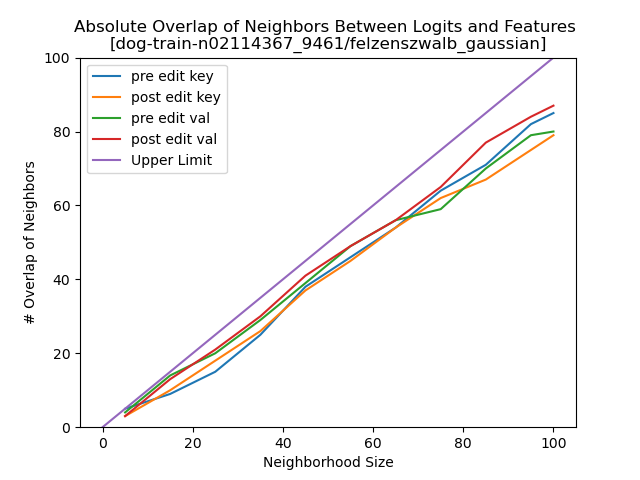 Absolute Overlap of Neighbors Between Logits and Features
[dog-train-n02114367_9461/felzenszwalb_gaussian]
100
80
60
40
20
0
# Overlap of Neighbors
pre edit key
post edit key
pre edit val
post edit val
Upper Limit
0 20 40 60 80 100
Neighborhood Size